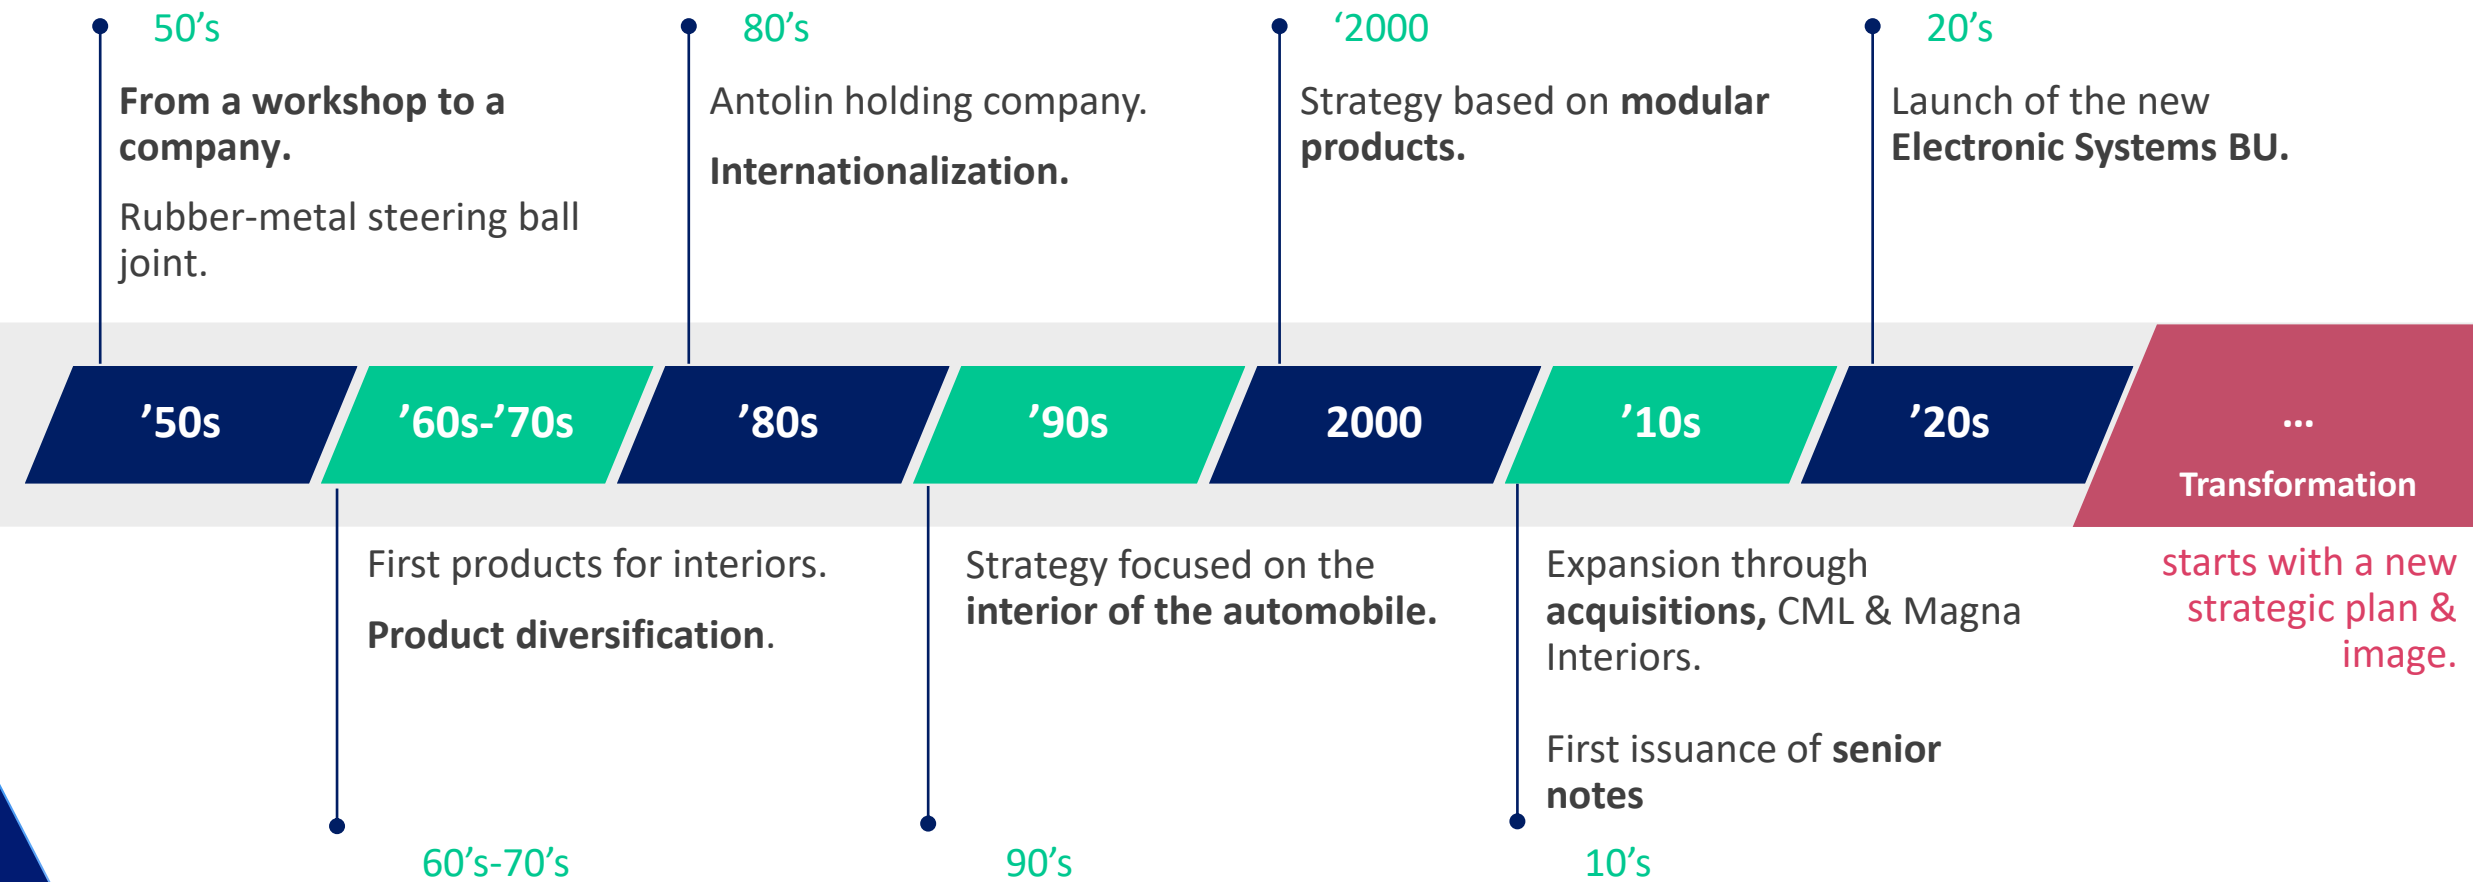 50’s
From a workshop to a
company.
Rubber-metal steering ball
joint.
80’s
Antolin holding company.
Internationalization.
‘2000
Strategy based on modular
products.
20’s
Launch of the new
Electronic Systems BU.
’50s
’60s-’70s
’80s
’90s
2000
’10s
’20s
...
Transformation
First products for interiors.
Product diversification.
60’s-70’s
Strategy focused on the
interior of the automobile.
90’s
Expansion through
acquisitions, CML & Magna
Interiors.
First issuance of senior
notes
10’s
starts with a new
strategic plan &
image.